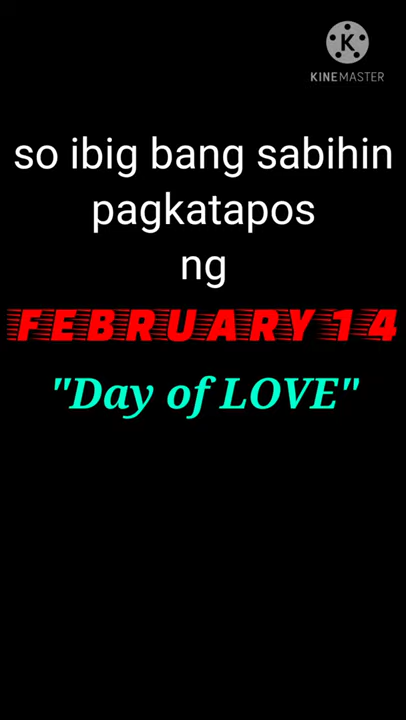 KINEMASTER
so ibig bang sabihin
pagkatapos
ng
FEBRUARY 14
"Day of LOVE"